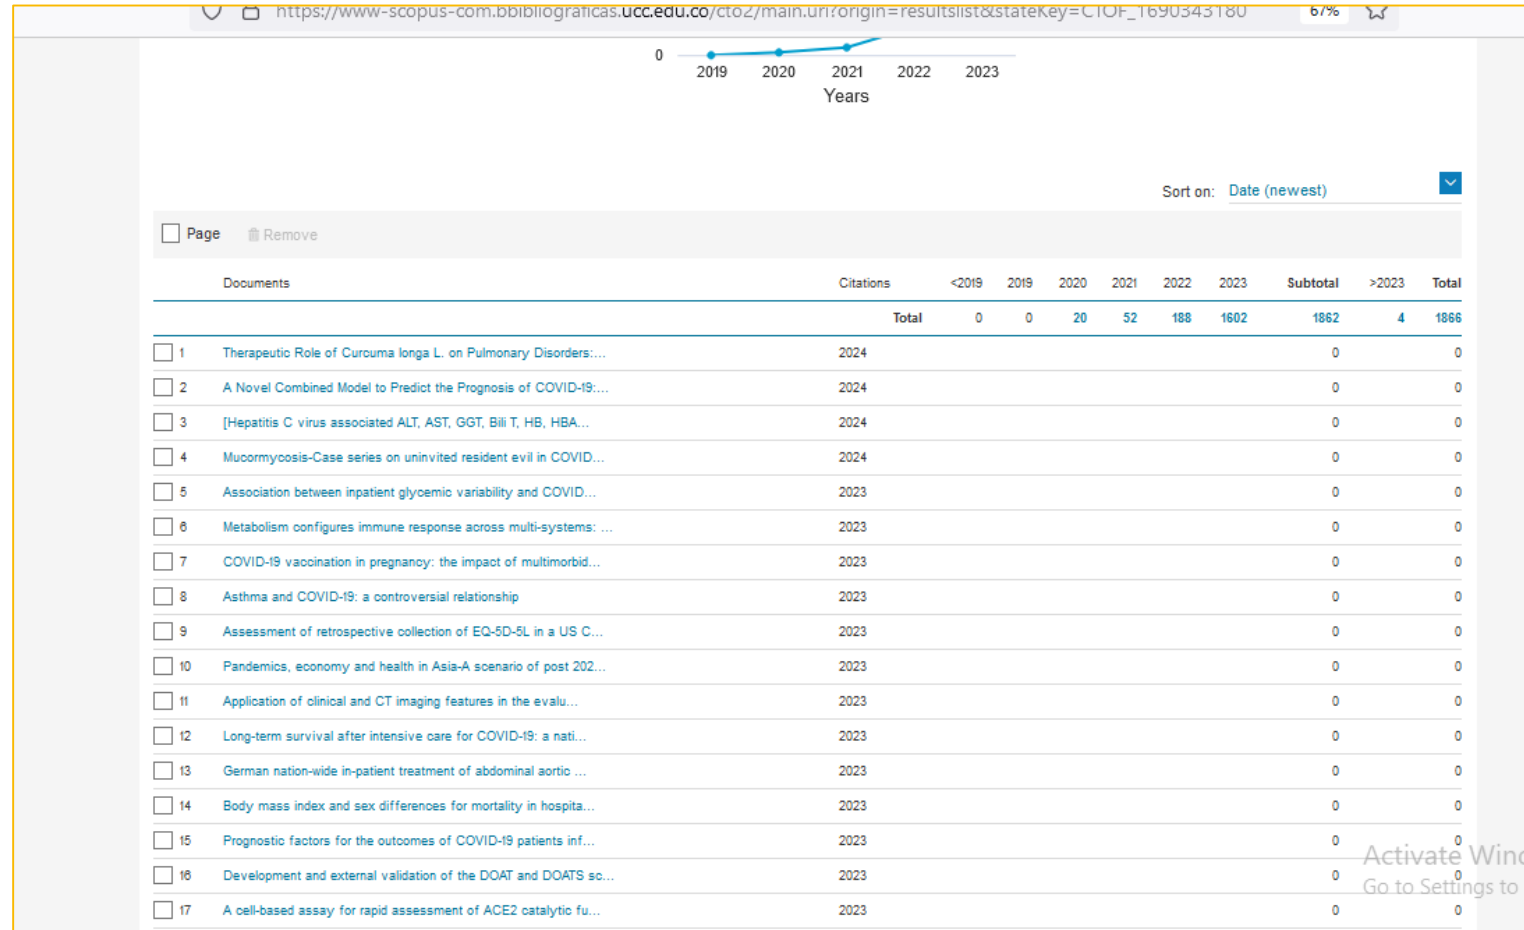 https://www-scopus-com.bbibliograficas.ucc.edu.co/cto2/main.uri?origin=resultslist&stateKey=CTOF_1690343180 67%
0
2019 2020 2021 2022 2023
Years
Sort on: Date (newest)
Page Remove
Documents Citations <2019 2019 2020 2021 2022 2023 Subtotal >2023 Total
Total 0 0 20 52 188 1602 1862 4 1866
1 Therapeutic Role of Curcuma longa L. on Pulmonary Disorders:... 2024 0 0
2 A Novel Combined Model to Predict the Prognosis of COVID-19:... 2024 0 0
3 [Hepatitis C virus associated ALT, AST, GGT, Bili T, HB, HBA... 2024 0 0
4 Mucormycosis-Case series on uninvited resident evil in COVID... 2024 0 0
5 Association between inpatient glycemic variability and COVID... 2023 0 0
6 Metabolism configures immune response across multi-systems: ... 2023 0 0
7 COVID-19 vaccination in pregnancy: the impact of multimorbid... 2023 0 0
8 Asthma and COVID-19: a controversial relationship 2023 0 0
9 Assessment of retrospective collection of EQ-5D-5L in a US C... 2023 0 0
10 Pandemics, economy and health in Asia-A scenario of post 202... 2023 0 0
11 Application of clinical and CT imaging features in the evalu... 2023 0 0
12 Long-term survival after intensive care for COVID-19: a nati... 2023 0 0
13 German nation-wide in-patient treatment of abdominal aortic ... 2023 0 0
14 Body mass index and sex differences for mortality in hospita... 2023 0 0
15 Prognostic factors for the outcomes of COVID-19 patients inf... 2023 0 0
Activate Wind
16 Development and external validation of the DOAT and DOATS sc... 2023 0 0
Go to Settings to
17 A cell-based assay for rapid assessment of ACE2 catalytic fu... 2023 0 0